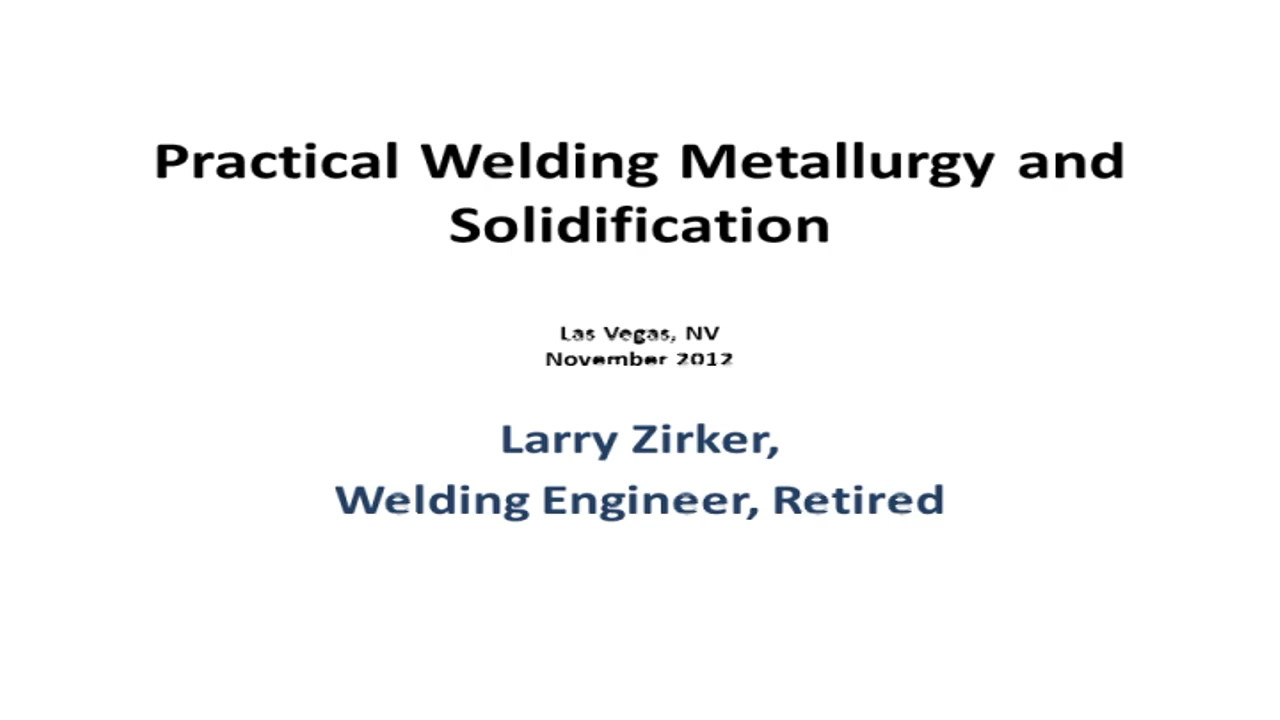 Practical Welding Metallurgy and
Solidification
Las Vegas, NV
November 2012
Larry Zirker,
Welding Engineer, Retired